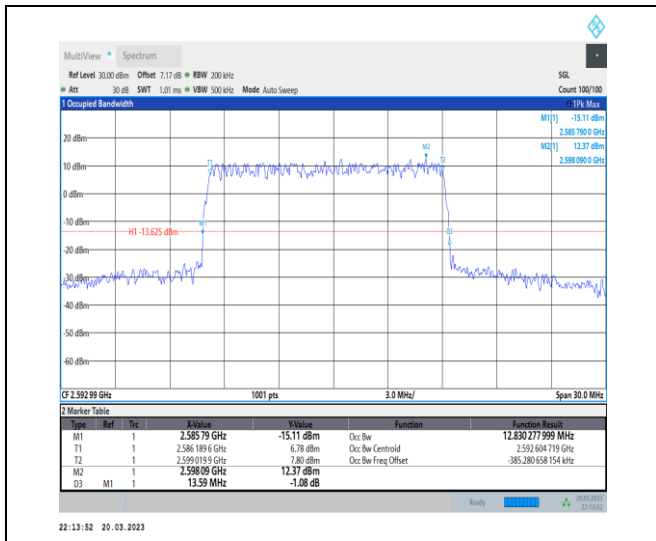 MultiView Spectrum
Ref Level 30.00 dBm Offset 7.17 dB RBW 200 kHz SGL
Att 30 dB SWT 1.01 ms VBW 500 kHz Mode Auto Sweep Count 100/100
1 Occupied Bandwidth 1Pk Max
M1[1] -15.11 dBm
2.585 790 0 GHz
M2[1] 12.37 dBm
2.598 090 0 GHz
20 dBm
M2
T1 T2
10 dBm
0 dBm
-10 dBm
M1
H1 -13.625 dBm
D3
-20 dBm
-30 dBm
-40 dBm
-50 dBm
-60 dBm
CF 2.592 99 GHz 1001 pts 3.0 MHz/ Span 30.0 MHz
2 Marker Table
Type Ref Trc X-Value Y-Value Function Function Result
M1 1 2.585 79 GHz -15.11 dBm Occ Bw 12.830 277 999 MHz
T1 1 2.586 189 6 GHz 6.78 dBm Occ Bw Centroid 2.592 604 719 GHz
T2 1 2.599 019 9 GHz 7.80 dBm Occ Bw Freq Offset -385.280 658 154 kHz
M2 1 2.598 09 GHz 12.37 dBm
D3 M1 1 13.59 MHz -1.08 dB
Ready 20.03.2023
22:13:52
22:13:52 20.03.2023